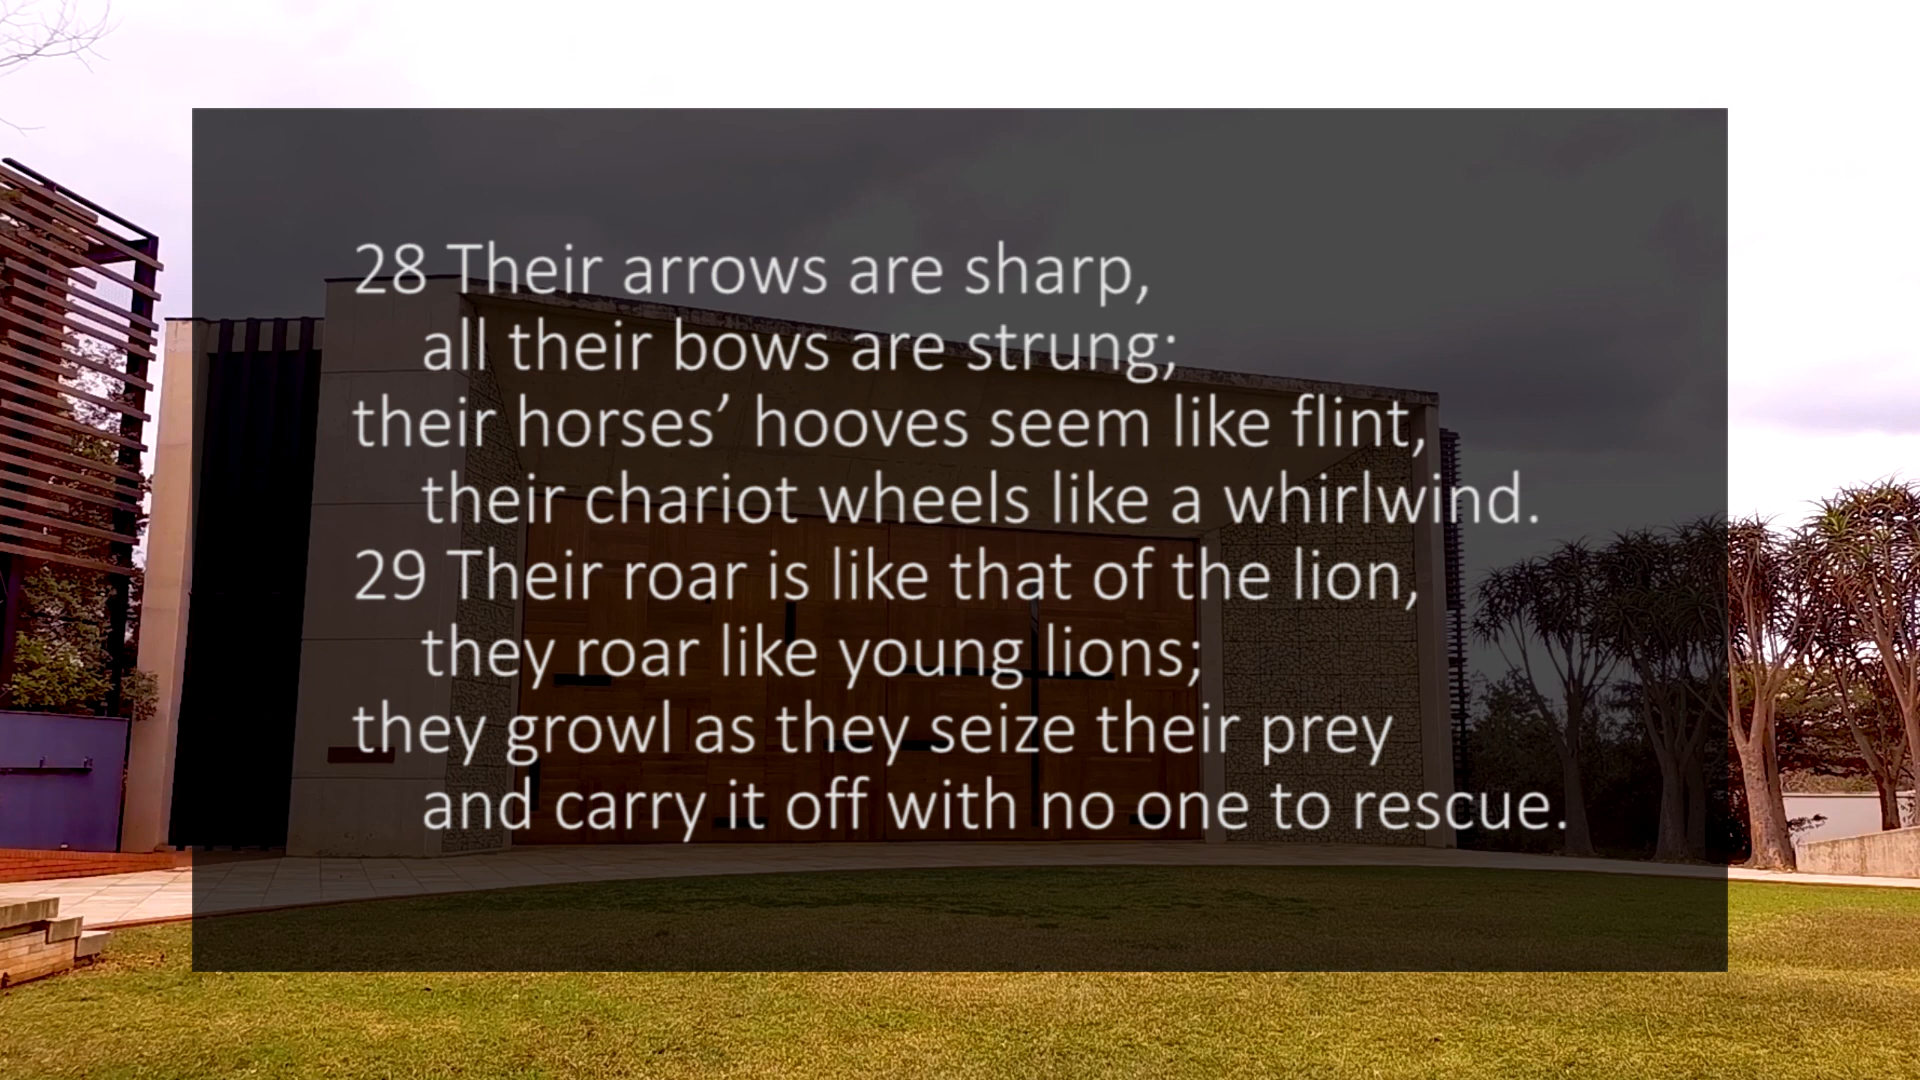 28 Their arrows are sharp,
all their bows are strung;
their horses’ hooves seem like flint,
their chariot wheels like a whirlwind.
29 Their roar is like that of the lion,
they roar like young lions;
they growl as they seize their prey
and carry it off with no one to rescue.